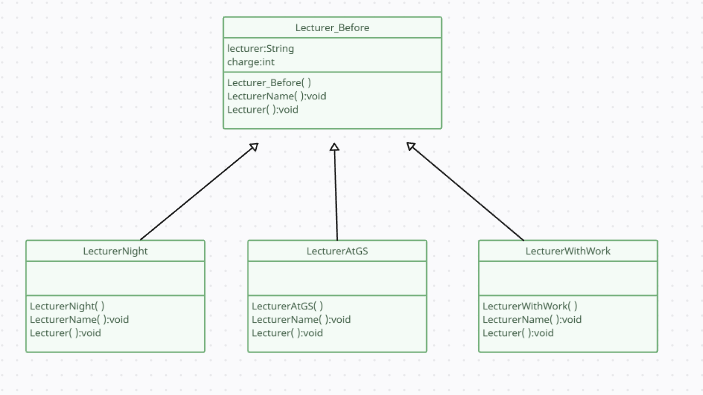 Lecturer_Before
lecturer:String
charge:int
Lecturer_Before( )
LecturerName( ):void
Lecturer( ):void
LecturerNight
LecturerNight( )
LecturerName( ):void
Lecturer( ):void
LecturerAtGS
LecturerAtGS( )
LecturerName( ):void
Lecturer( ):void
LecturerWithWork
LecturerWithWork( )
LecturerName( ):void
Lecturer( ):void